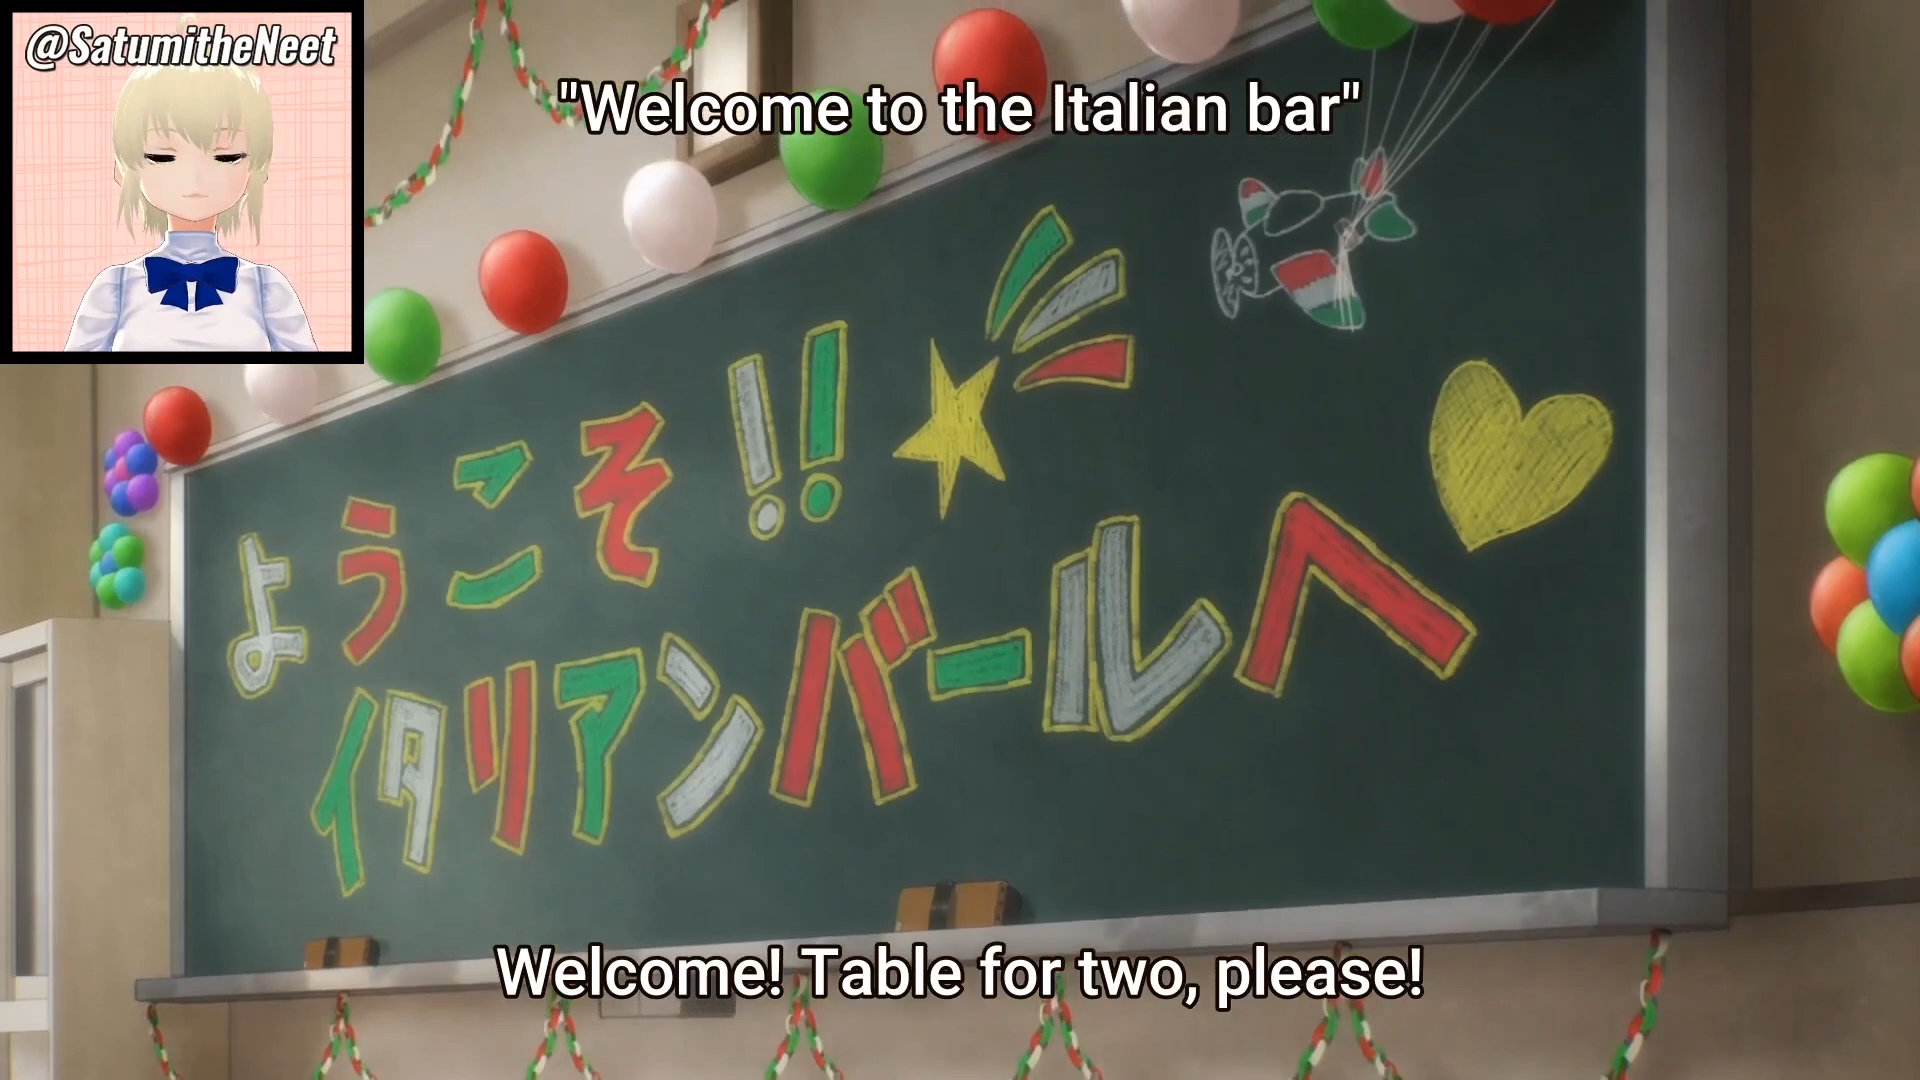 @SatumitheNeet
"Welcome to the Italian bar"
ようこそ!!
イタリアンバールへ
Welcome! Table for two, please!